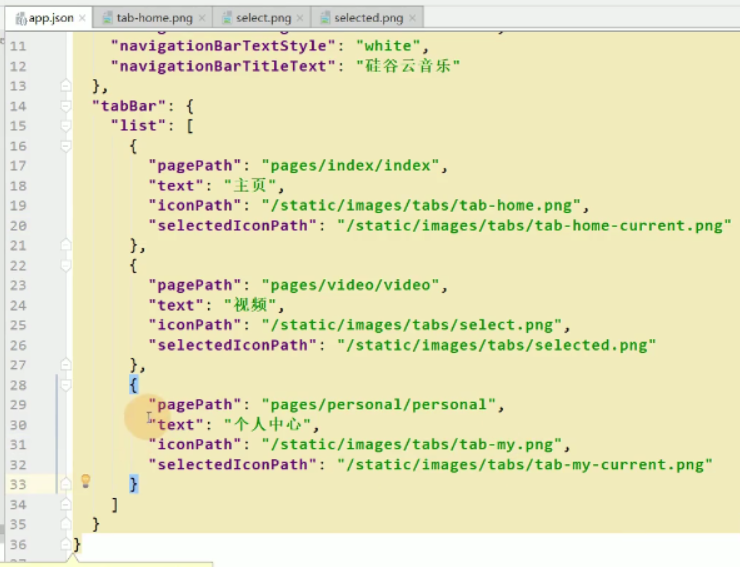 app.json
tab-home.png
select.png
selected.png
11 "navigationBarTextStyle": "white",
12 "navigationBarTitleText": "硅谷云音乐"
13 },
14 "tabBar": {
15 "list": [
16 {
17 "pagePath": "pages/index/index",
18 "text": "主页",
19 "iconPath": "/static/images/tabs/tab-home.png",
20 "selectedIconPath": "/static/images/tabs/tab-home-current.png"
21 },
22 {
23 "pagePath": "pages/video/video",
24 "text": "视频",
25 "iconPath": "/static/images/tabs/select.png",
26 "selectedIconPath": "/static/images/tabs/selected.png"
27 },
28 {
29 "pagePath": "pages/personal/personal",
30 "text": "个人中心",
31 "iconPath": "/static/images/tabs/tab-my.png",
32 "selectedIconPath": "/static/images/tabs/tab-my-current.png"
33 }
34 ]
35 }
36 }